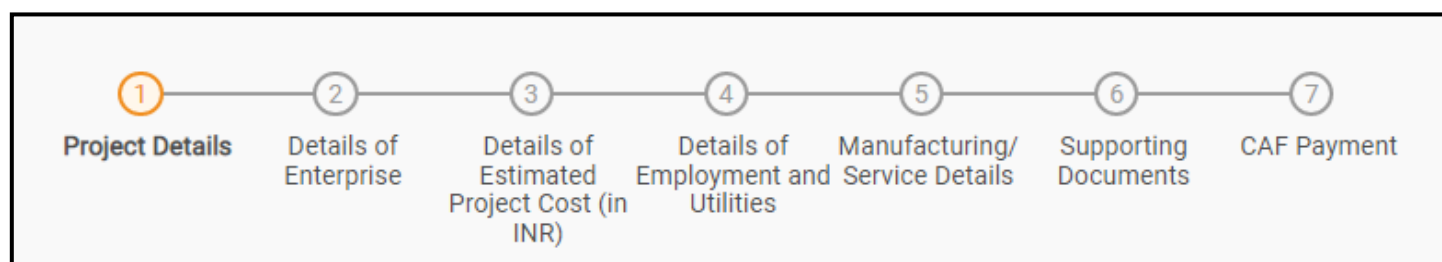 1 2 3 4 5 6 7
Project Details
Details of
Enterprise
Details of
Estimated
Project Cost (in
INR)
Details of
Employment and
Utilities
Manufacturing/
Service Details
Supporting
Documents
CAF Payment